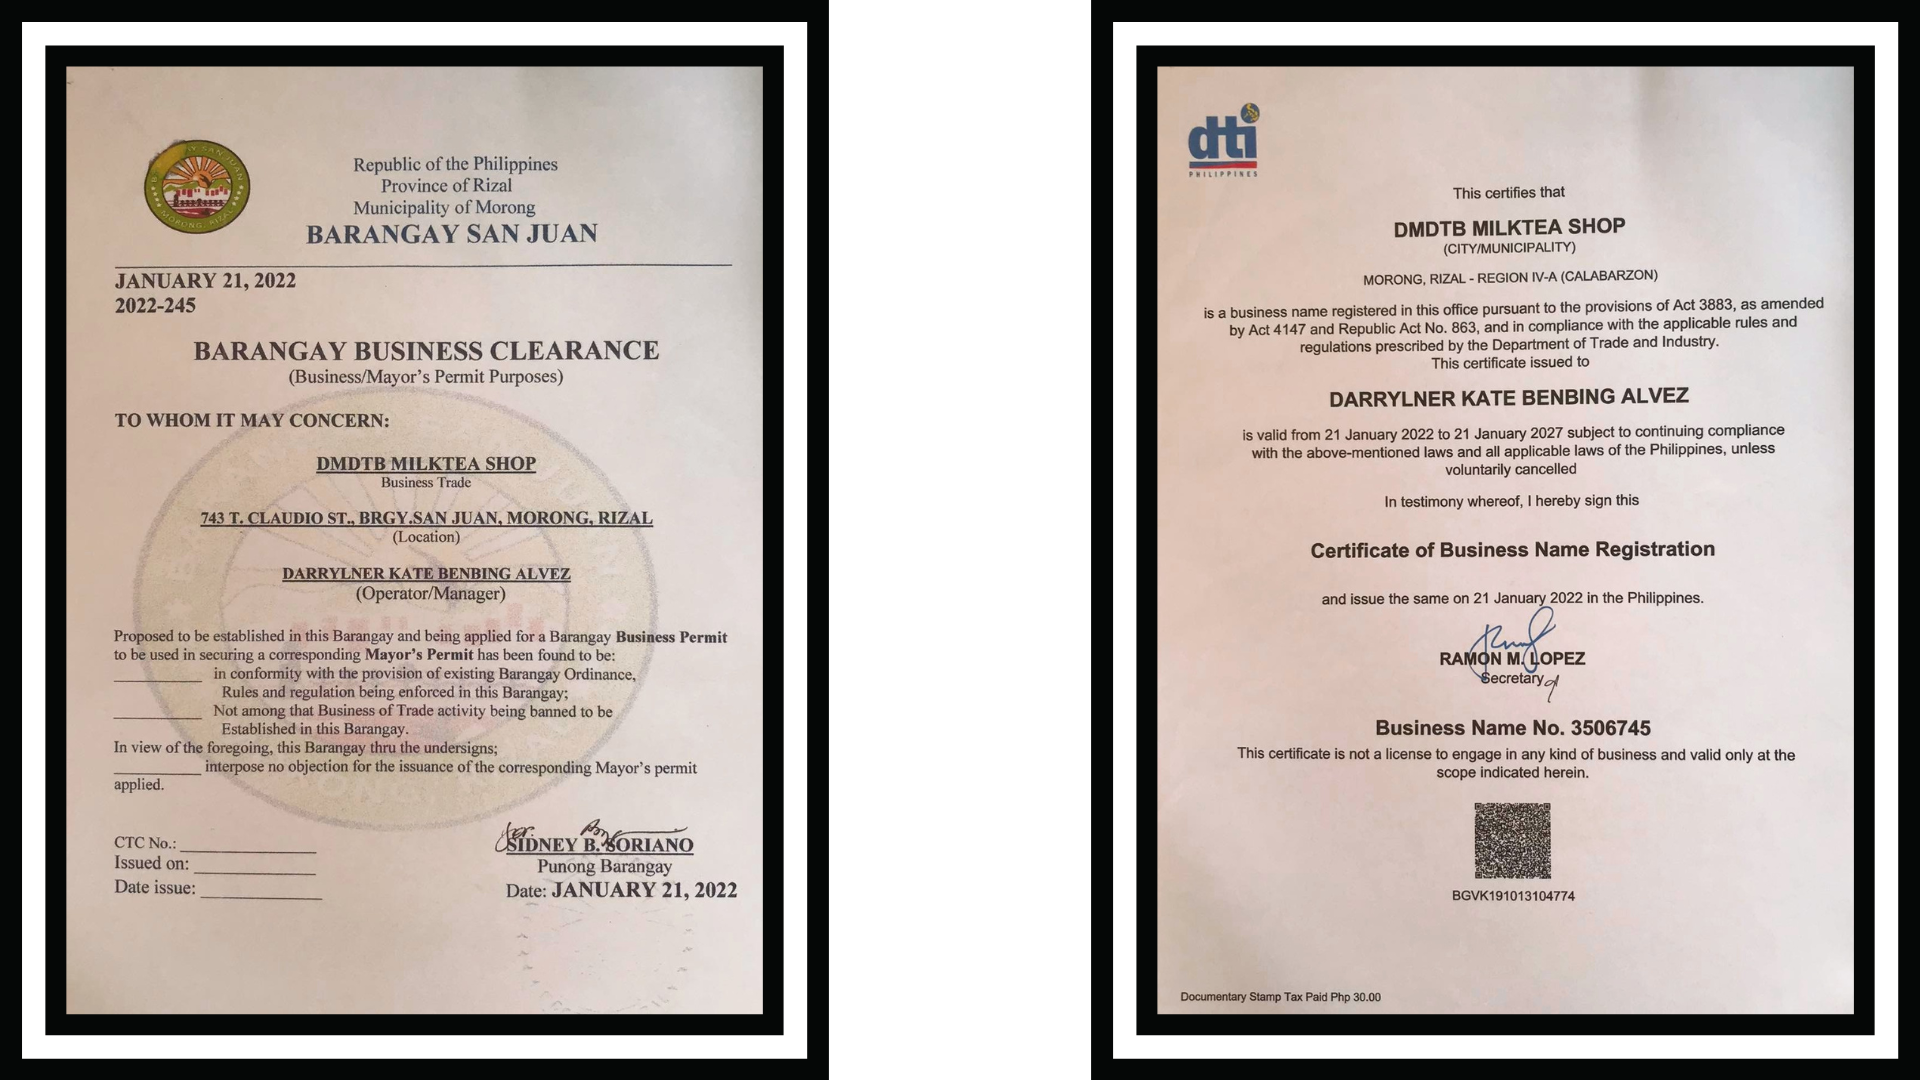 BARANGAY SAN JUAN
MORONG, RIZAL
Republic of the Philippines
Province of Rizal
Municipality of Morong
BARANGAY SAN JUAN
JANUARY 21, 2022
2022-245
BARANGAY BUSINESS CLEARANCE
(Business/Mayor's Permit Purposes)
TO WHOM IT MAY CONCERN:
DMDTB MILKTEA SHOP
Business Trade
743 T. CLAUDIO ST., BRGY.SAN JUAN, MORONG, RIZAL
(Location)
DARRYLNER KATE BENBING ALVEZ
(Operator/Manager)
Proposed to be established in this Barangay and being applied for a Barangay Business Permit
to be used in securing a corresponding Mayor's Permit has been found to be:
____________ in conformity with the provision of existing Barangay Ordinance,
Rules and regulation being enforced in this Barangay;
____________ Not among that Business of Trade activity being banned to be
Established in this Barangay.
In view of the foregoing, this Barangay thru the undersigns;
____________ interpose no objection for the issuance of the corresponding Mayor's permit
applied.
CTC No.: ____________
Issued on: ____________
Date issue: ____________
SIDNEY B. SORIANO
Punong Barangay
Date: JANUARY 21, 2022
dti
PHILIPPINES
This certifies that
DMDTB MILKTEA SHOP
(CITY/MUNICIPALITY)
MORONG, RIZAL - REGION IV-A (CALABARZON)
is a business name registered in this office pursuant to the provisions of Act 3883, as amended
by Act 4147 and Republic Act No. 863, and in compliance with the applicable rules and
regulations prescribed by the Department of Trade and Industry.
This certificate issued to
DARRYLNER KATE BENBING ALVEZ
is valid from 21 January 2022 to 21 January 2027 subject to continuing compliance
with the above-mentioned laws and all applicable laws of the Philippines, unless
voluntarily cancelled
In testimony whereof, I hereby sign this
Certificate of Business Name Registration
and issue the same on 21 January 2022 in the Philippines.
RAMON M. LOPEZ
Secretary
Business Name No. 3506745
This certificate is not a license to engage in any kind of business and valid only at the
scope indicated herein.
BGVK191013104774
Documentary Stamp Tax Paid Php 30.00